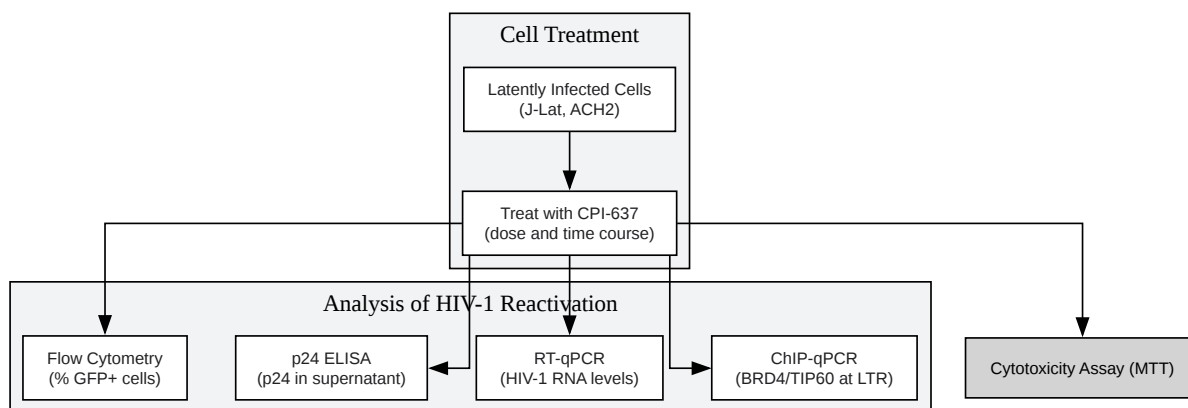 Cell Treatment
Latently Infected Cells
(J-Lat, ACH2)
Treat with CPI-637
(dose and time course)
Analysis of HIV-1 Reactivation
Flow Cytometry
(% GFP+ cells)
p24 ELISA
(p24 in supernatant)
RT-qPCR
(HIV-1 RNA levels)
ChIP-qPCR
(BRD4/TIP60 at LTR)
Cytotoxicity Assay (MTT)